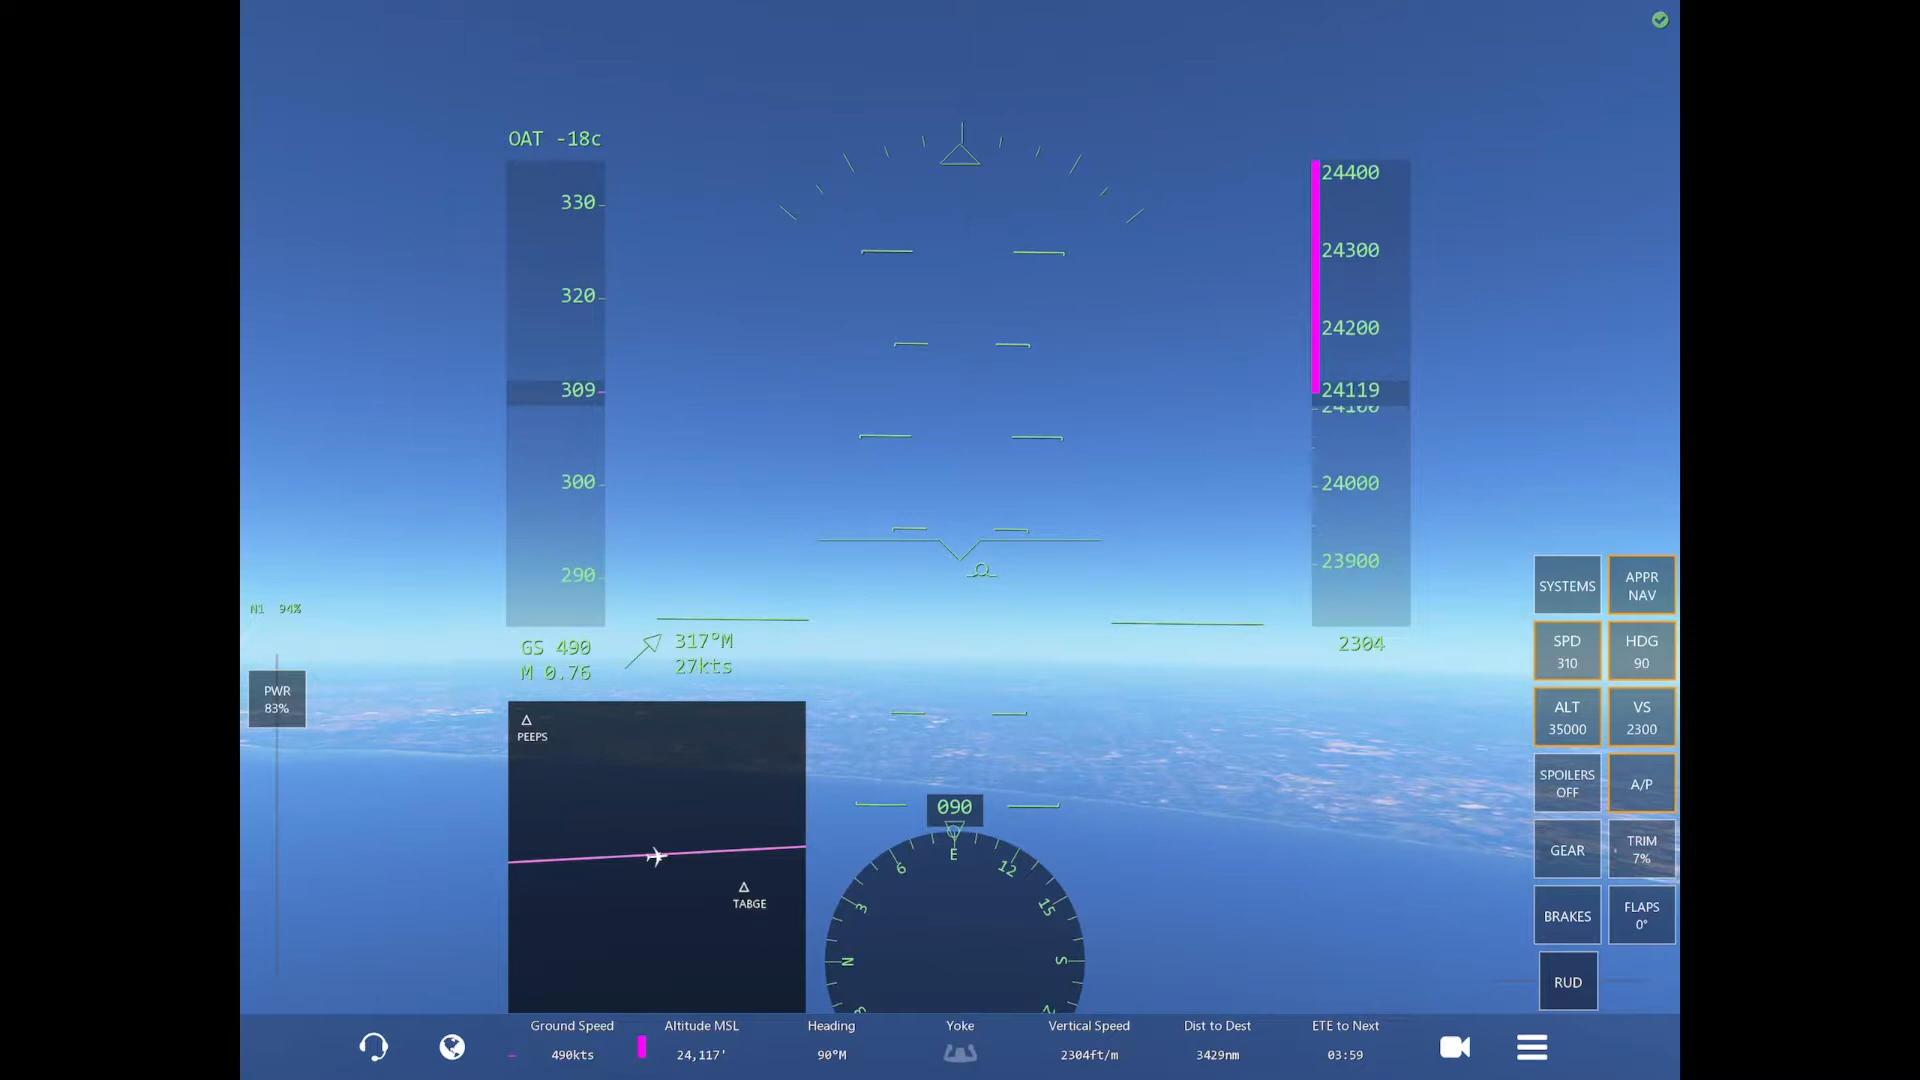 OAT -18c
330
320
309
300
290
24400
24300
24200
24119
24100
24000
23900
2304
N1 94%
GS 490
M 0.76
317°M
27kts
PWR
83%
PEEPS
TABGE
090
3
6
E
12
15
N
S
SYSTEMS
APPR
NAV
SPD
310
HDG
90
ALT
35000
VS
2300
SPOILERS
OFF
A/P
GEAR
TRIM
7%
BRAKES
FLAPS
0°
RUD
Ground Speed
490kts
Altitude MSL
24,117'
Heading
90°M
Yoke
Vertical Speed
2304ft/m
Dist to Dest
3429nm
ETE to Next
03:59